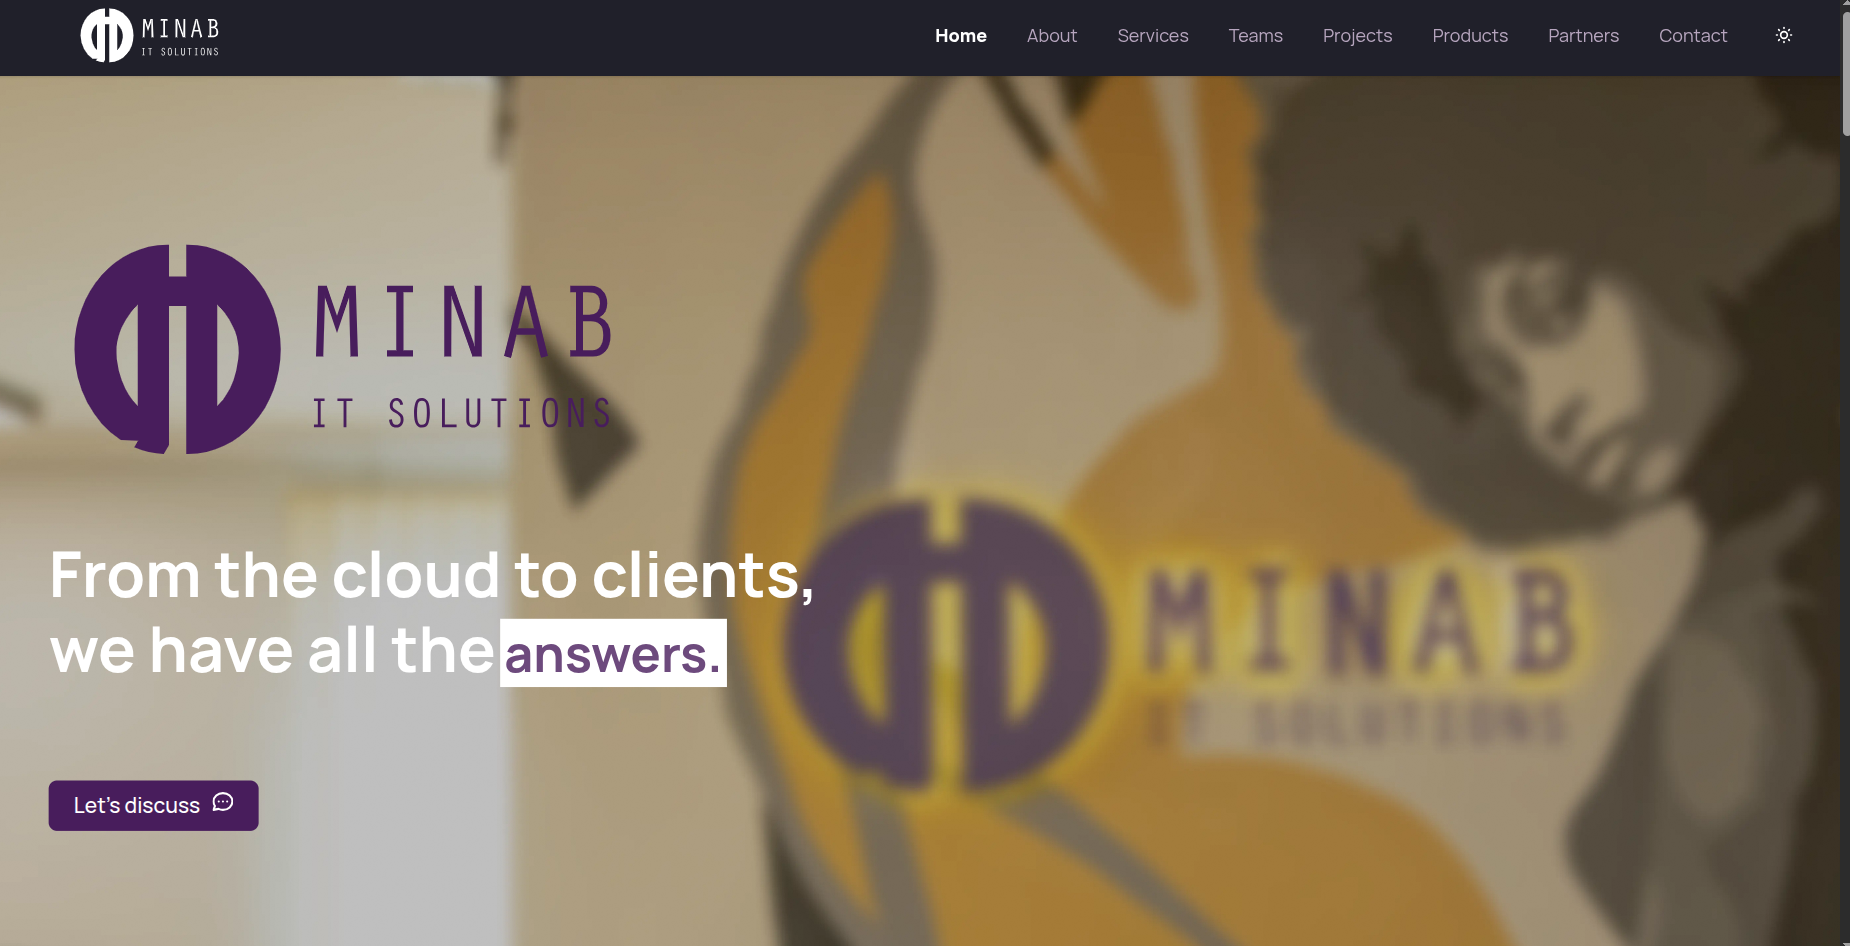 MINAB
IT SOLUTIONS
Home About Services Teams Projects Products Partners Contact
MINAB
IT SOLUTIONS
From the cloud to clients,
we have all the answers.
MINAB
IT SOLUTIONS
Let's discuss